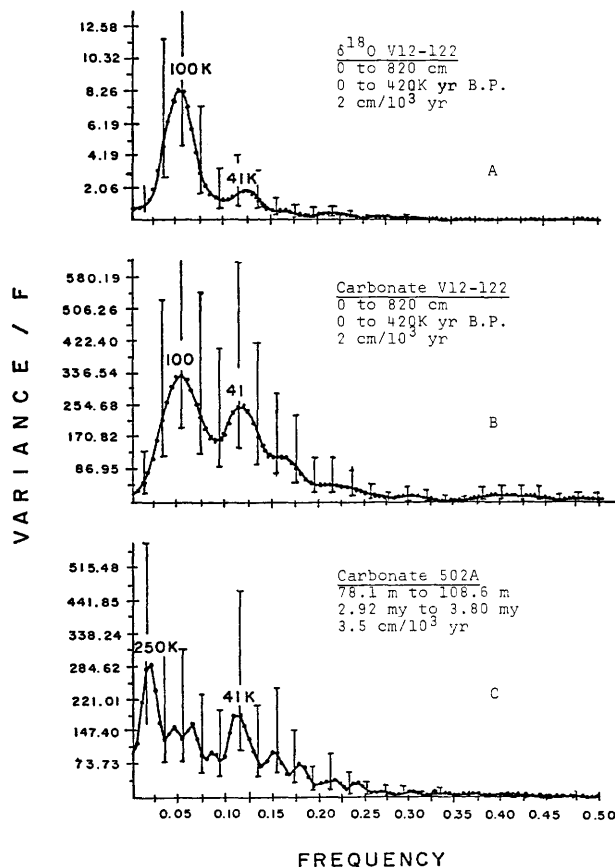 12.58
10.32
8.26
6.19
4.19
2.06
100K
41K
δ18O V12-122
0 to 820 cm
0 to 420K yr B.P.
2 cm/10³ yr
A
580.19
506.26
422.40
336.54
254.68
170.82
86.95
100
41
Carbonate V12-122
0 to 820 cm
0 to 420K yr B.P.
2 cm/10³ yr
B
515.48
441.85
338.24
284.62
221.01
147.40
73.73
250K
41K
Carbonate 502A
78.1 m to 108.6 m
2.92 my to 3.80 my
3.5 cm/10³ yr
C
0.05 0.10 0.15 0.20 0.25 0.30 0.35 0.40 0.45 0.50
VARIANCE / F
FREQUENCY